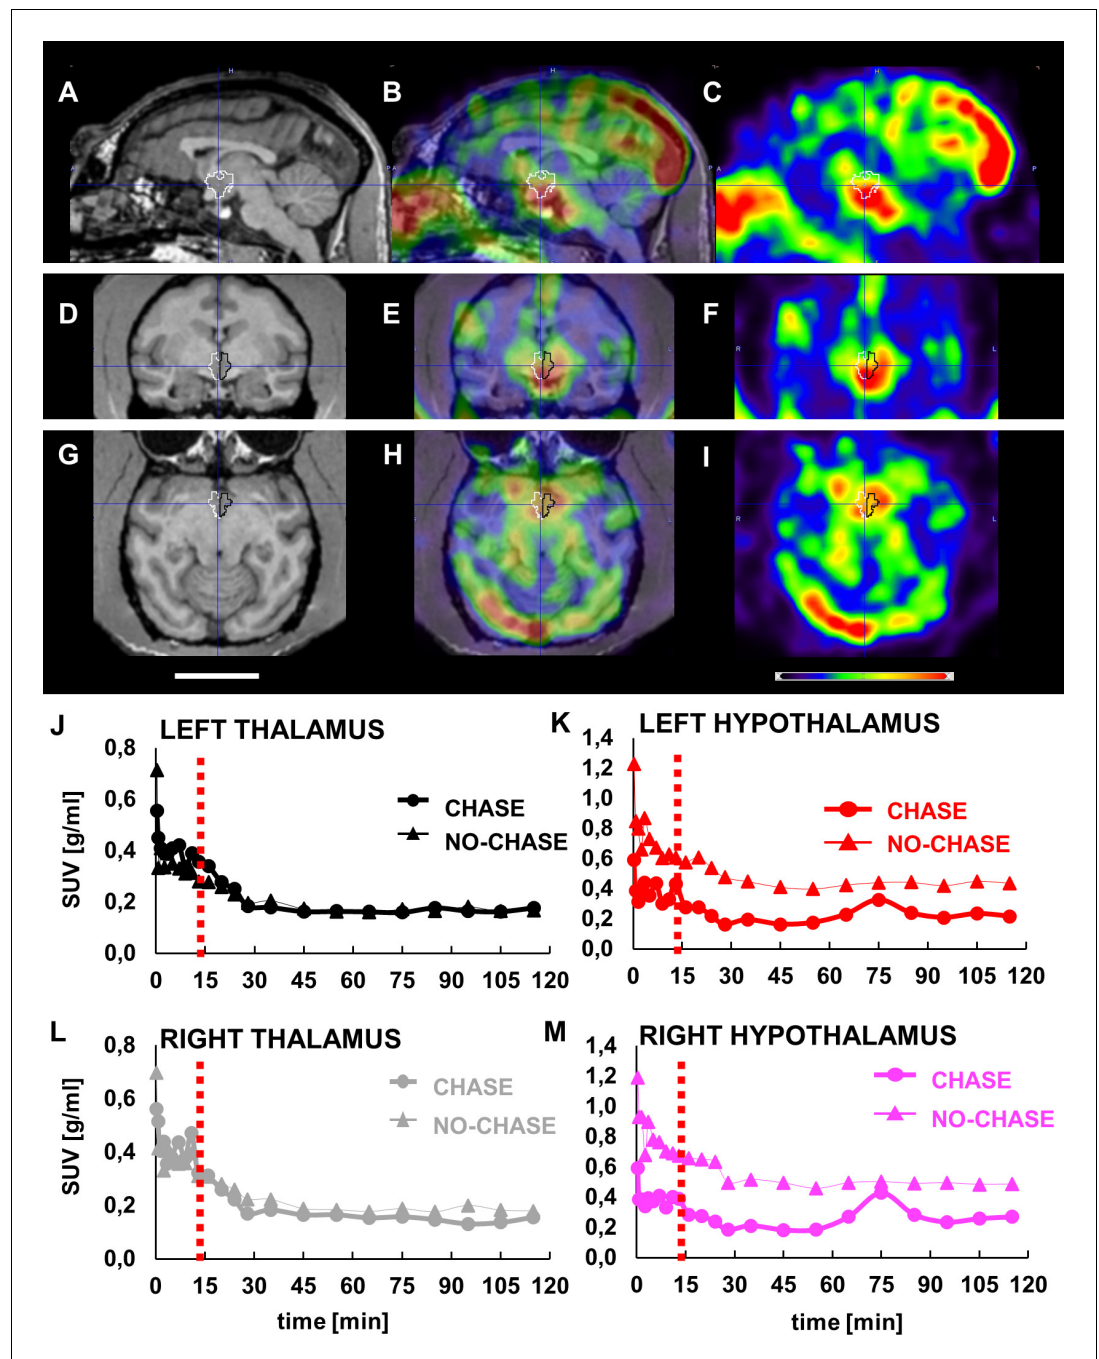 A B C
H H
A A P A P
D E F
L R L
G H I
R L
J LEFT THALAMUS
SUV [g/ml]
0,8
0,6
0,4
0,2
0,0
CHASE
NO-CHASE
0 15 30 45 60 75 90 105 120
K LEFT HYPOTHALAMUS
1,4
1,2
1,0
0,8
0,6
0,4
0,2
0,0
CHASE
NO-CHASE
0 15 30 45 60 75 90 105 120
L RIGHT THALAMUS
SUV [g/ml]
0,8
0,6
0,4
0,2
0,0
CHASE
NO-CHASE
0 15 30 45 60 75 90 105 120
time [min]
M RIGHT HYPOTHALAMUS
1,4
1,2
1,0
0,8
0,6
0,4
0,2
0,0
CHASE
NO-CHASE
0 15 30 45 60 75 90 105 120
time [min]